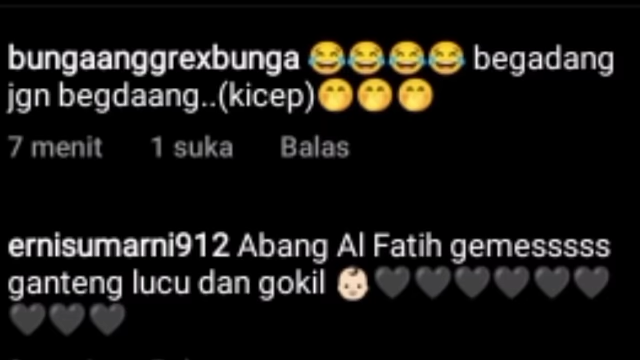 bungaanggrexbunga 😂😂😂😂 begadang
jgn begdaang..(kicep)🤭🤭🤭
7 menit 1 suka Balas
ernisumarni912 Abang Al Fatih gemesssss
ganteng lucu dan gokil 👶🏻🖤🖤🖤🖤🖤🖤
🖤🖤🖤